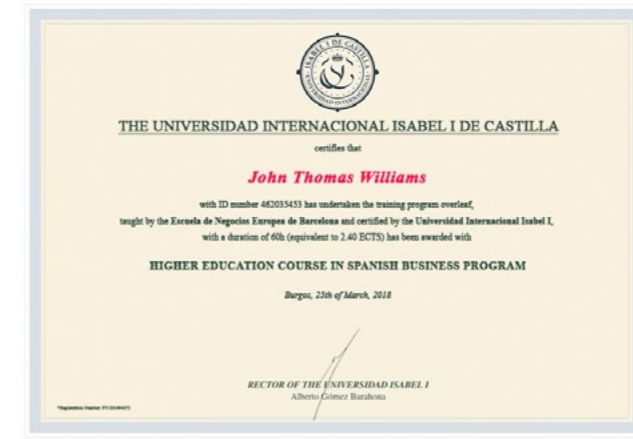 ISABEL I DE CASTILLA
THE UNIVERSIDAD INTERNACIONAL ISABEL I DE CASTILLA
certifies that
John Thomas Williams
with ID number 462035453 has undertaken the training program overleaf,
taught by the Escuela de Negocios Europea de Barcelona and certified by the Universidad Internacional Isabel I,
with a duration of 60h (equivalent to 2.40 ECTS) has been awarded with
HIGHER EDUCATION COURSE IN SPANISH BUSINESS PROGRAM
Burgos, 25th of March, 2018
RECTOR OF THE UNIVERSIDAD ISABEL I
Alberto Gómez Barahona
*Registration Number: